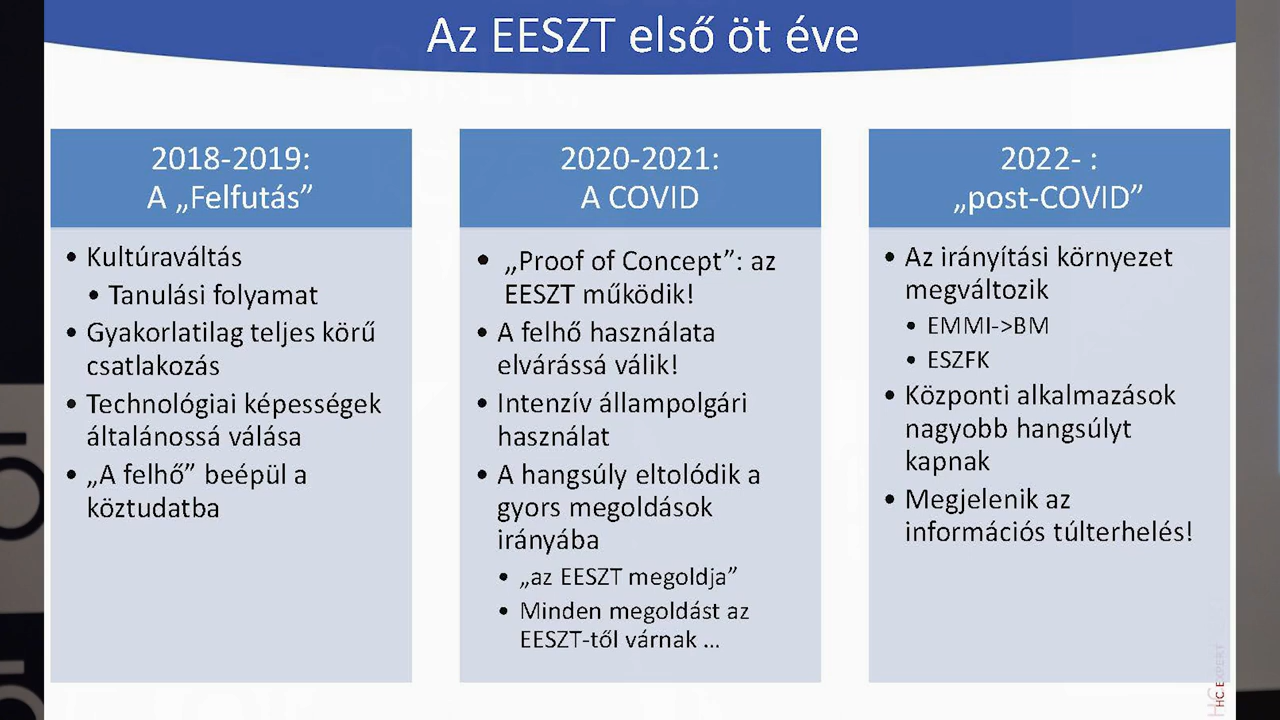 Az EESZT első öt éve
2018-2019:
A „Felfutás”
• Kultúraváltás
• Tanulási folyamat
• Gyakorlatilag teljes körű
csatlakozás
• Technológiai képességek
általánossá válása
• „A felhő” beépül a
köztudatba
2020-2021:
A COVID
• „Proof of Concept”: az
EESZT működik!
• A felhő használata
elvárássá válik!
• Intenzív állampolgári
használat
• A hangsúly eltolódik a
gyors megoldások
irányába
• „az EESZT megoldja”
• Minden megoldást az
EESZT-től várnak ...
2022- :
„post-COVID”
• Az irányítási környezet
megváltozik
• EMMI->BM
• ESZFK
• Központi alkalmazások
nagyobb hangsúlyt
kapnak
• Megjelenik az
információs túlterhelés!
HC EXPERT